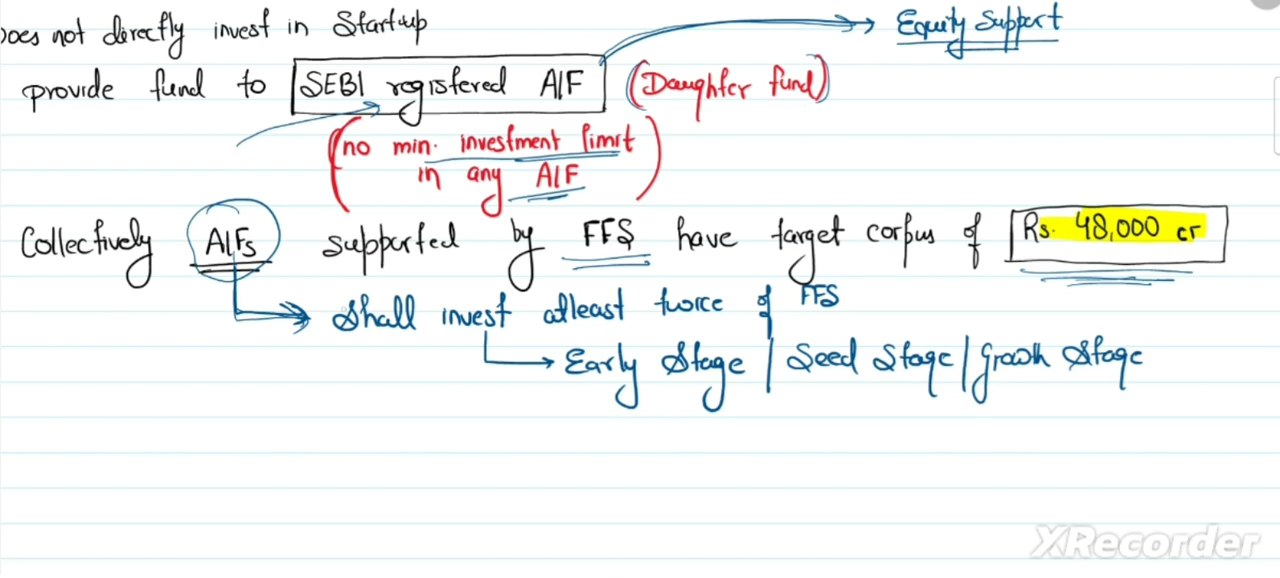 Does not directly invest in Startup
Equity Support
provide fund to SEBI registered AIF (Daughter fund)
(no min. investment limit
in any AIF)
Collectively AIFs supported by FFS have target corpus of Rs. 48,000 cr
Shall invest atleast twice of FFS
Early Stage / Seed Stage / Growth Stage
XRecorder